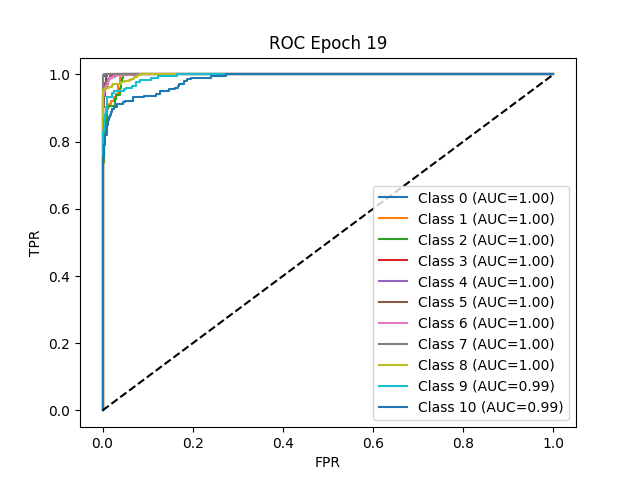 ROC Epoch 19
TPR
1.0
0.8
0.6
0.4
0.2
0.0
Class 0 (AUC=1.00)
Class 1 (AUC=1.00)
Class 2 (AUC=1.00)
Class 3 (AUC=1.00)
Class 4 (AUC=1.00)
Class 5 (AUC=1.00)
Class 6 (AUC=1.00)
Class 7 (AUC=1.00)
Class 8 (AUC=1.00)
Class 9 (AUC=0.99)
Class 10 (AUC=0.99)
0.0 0.2 0.4 0.6 0.8 1.0
FPR